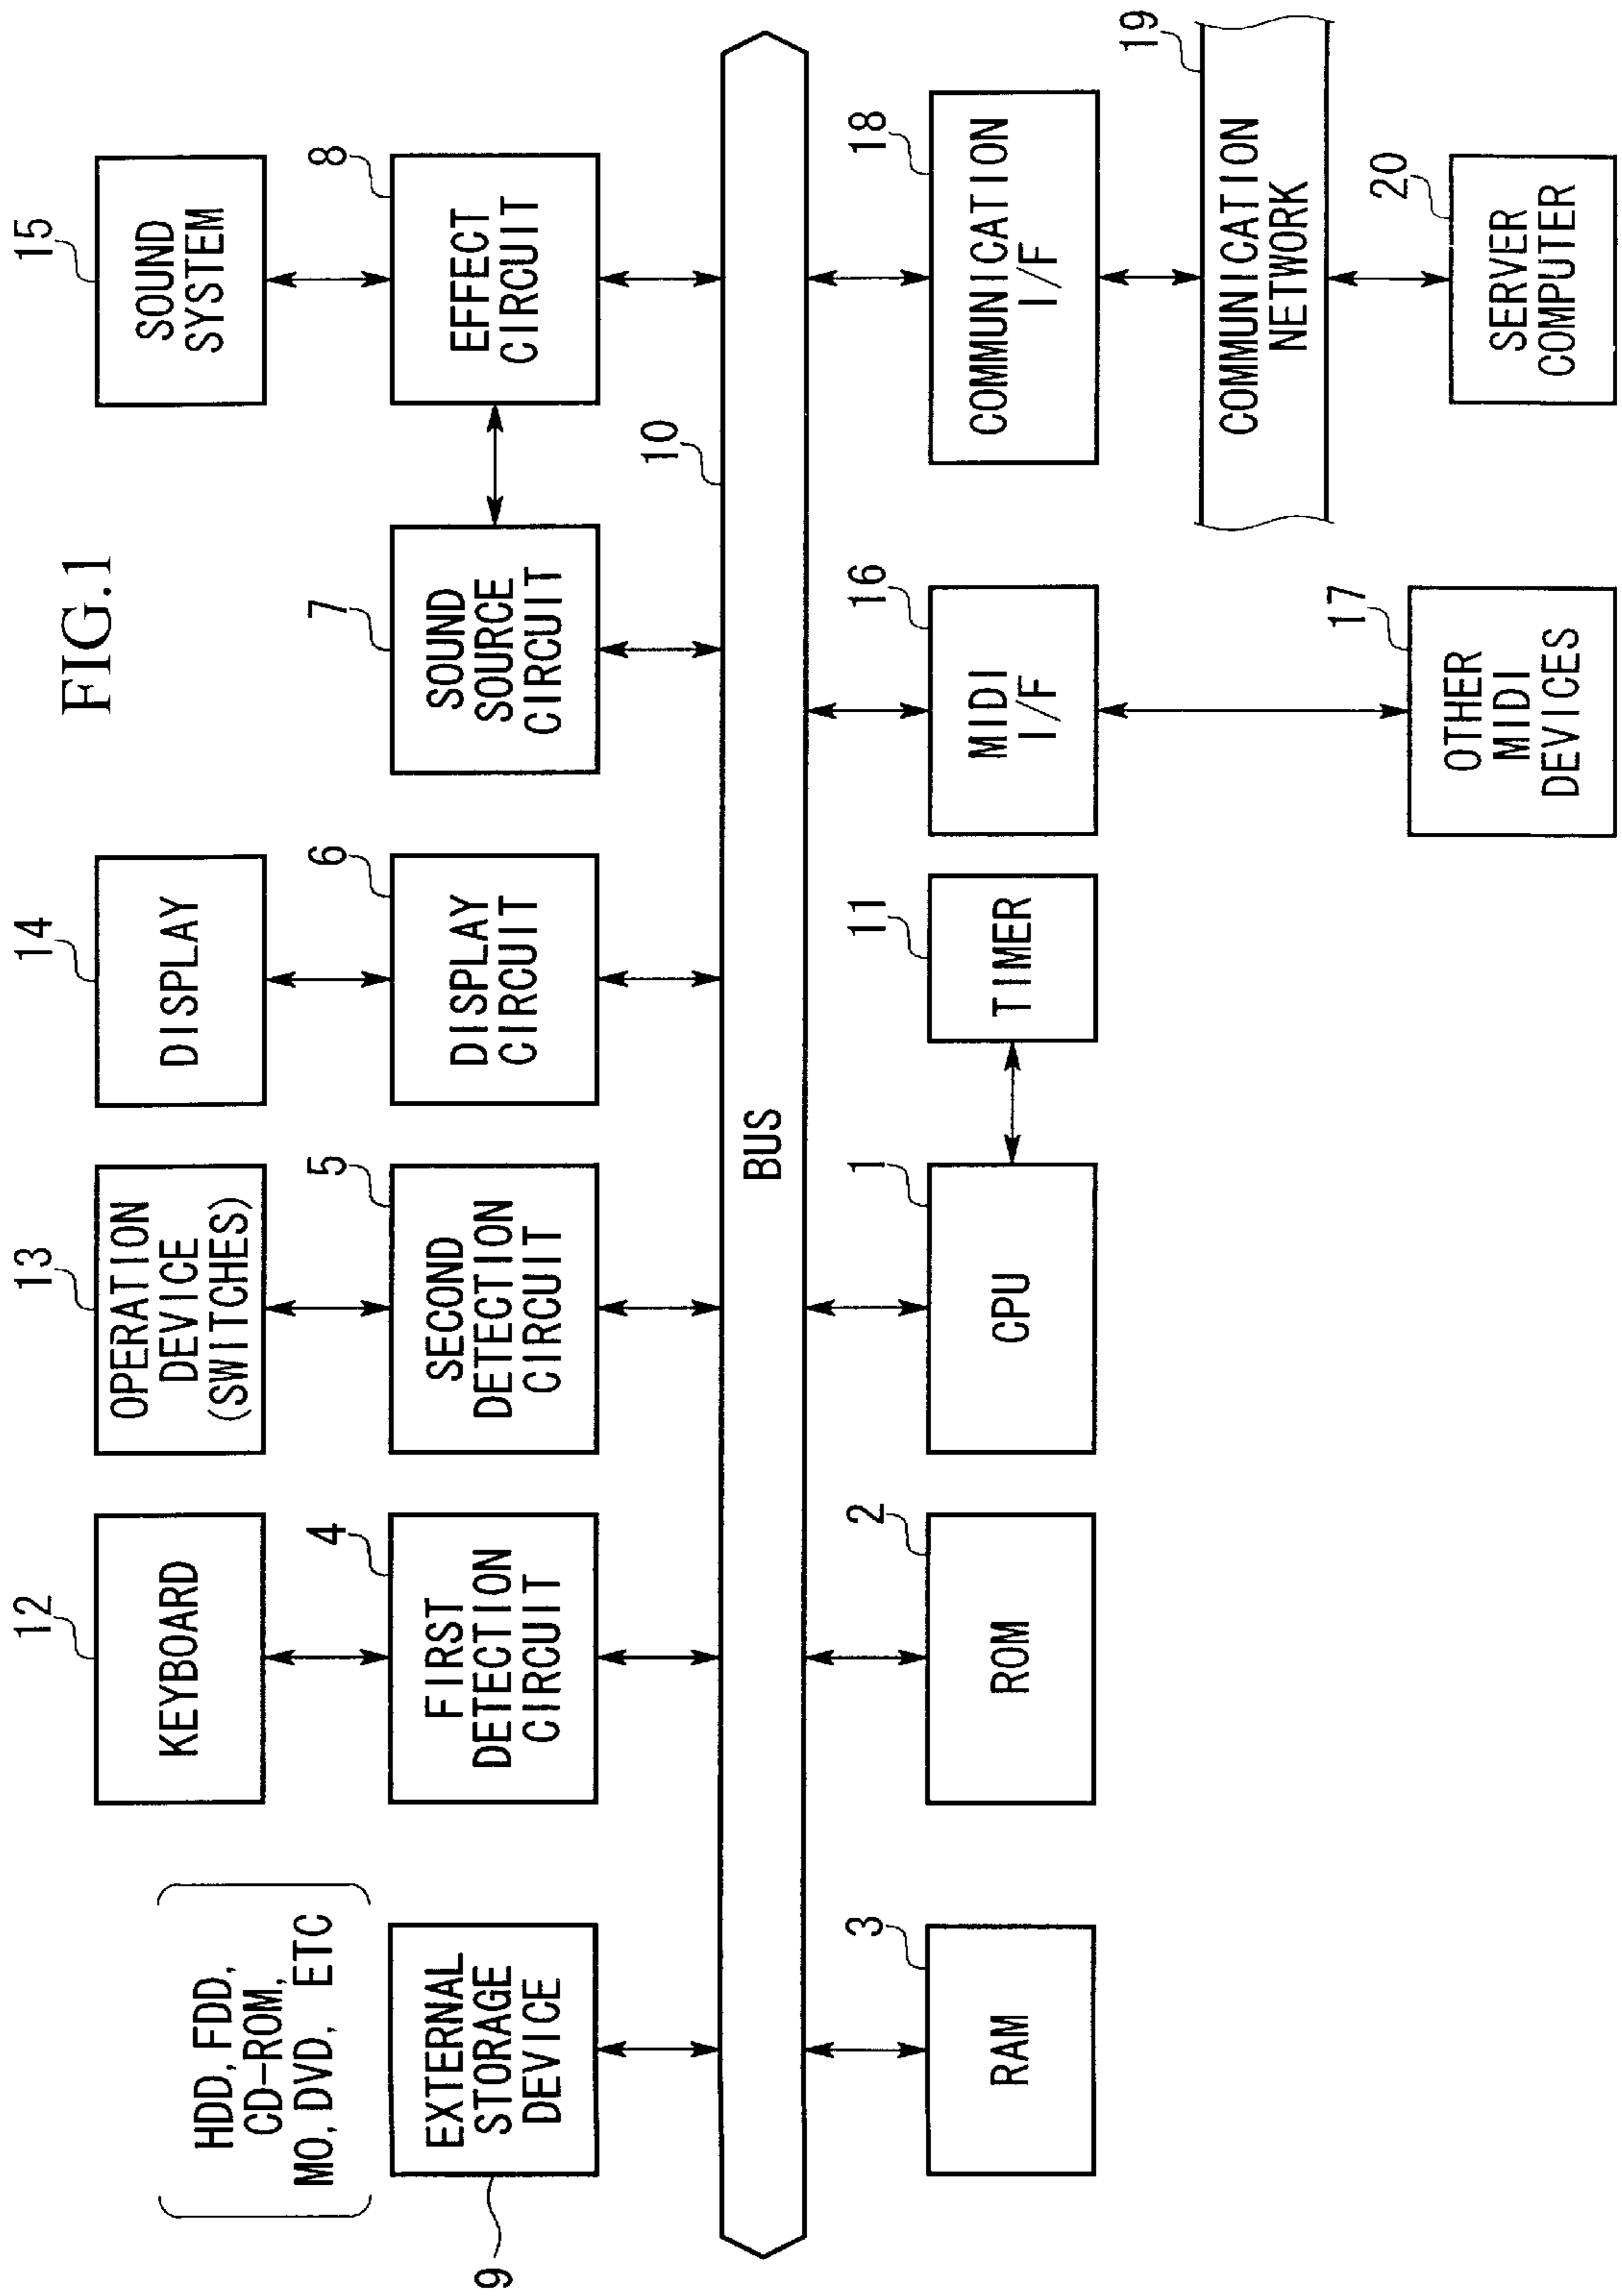 FIG.1
12
KEYBOARD
13
OPERATION
DEVICE
(SWITCHES)
14
DISPLAY
15
SOUND
SYSTEM
HDD, FDD,
CD-ROM,
MO, DVD, ETC
9
EXTERNAL
STORAGE
DEVICE
4
FIRST
DETECTION
CIRCUIT
5
SECOND
DETECTION
CIRCUIT
6
DISPLAY
CIRCUIT
7
SOUND
SOURCE
CIRCUIT
8
EFFECT
CIRCUIT
10
BUS
3
RAM
2
ROM
1
CPU
11
TIMER
16
MIDI
I/F
18
COMMUNICATION
I/F
19
COMMUNICATION
NETWORK
17
OTHER
MIDI
DEVICES
20
SERVER
COMPUTER